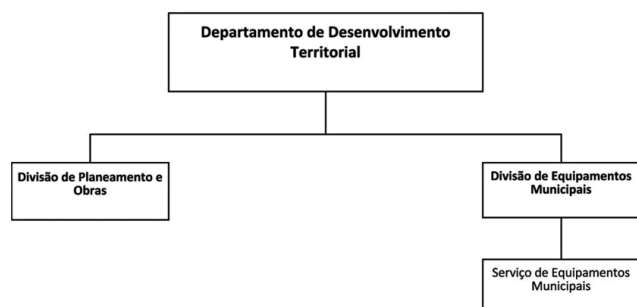 Departamento de Desenvolvimento
Territorial
Divisão de Planeamento e
Obras
Divisão de Equipamentos
Municipais
Serviço de Equipamentos
Municipais